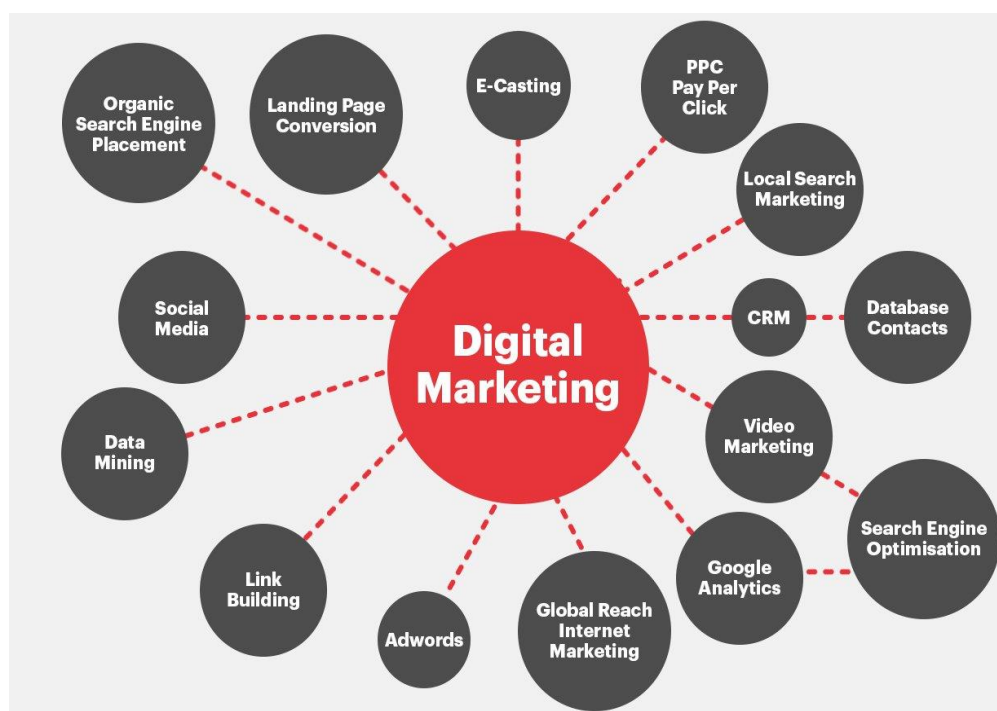 Organic
Search Engine
Placement
Landing Page
Conversion
E-Casting
PPC
Pay Per
Click
Local Search
Marketing
Social
Media
Digital
Marketing
CRM
Database
Contacts
Data
Mining
Video
Marketing
Search Engine
Optimisation
Link
Building
Adwords
Global Reach
Internet
Marketing
Google
Analytics